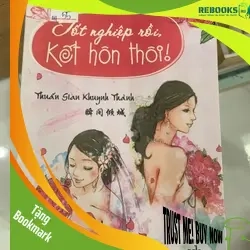 REBOOKS
Tốt nghiệp rồi,
Kết hôn thôi!
Thuấn Gian Khuynh Thành
瞬间倾城
Tặng
Bookmark
TRUST ME! BUY NOW